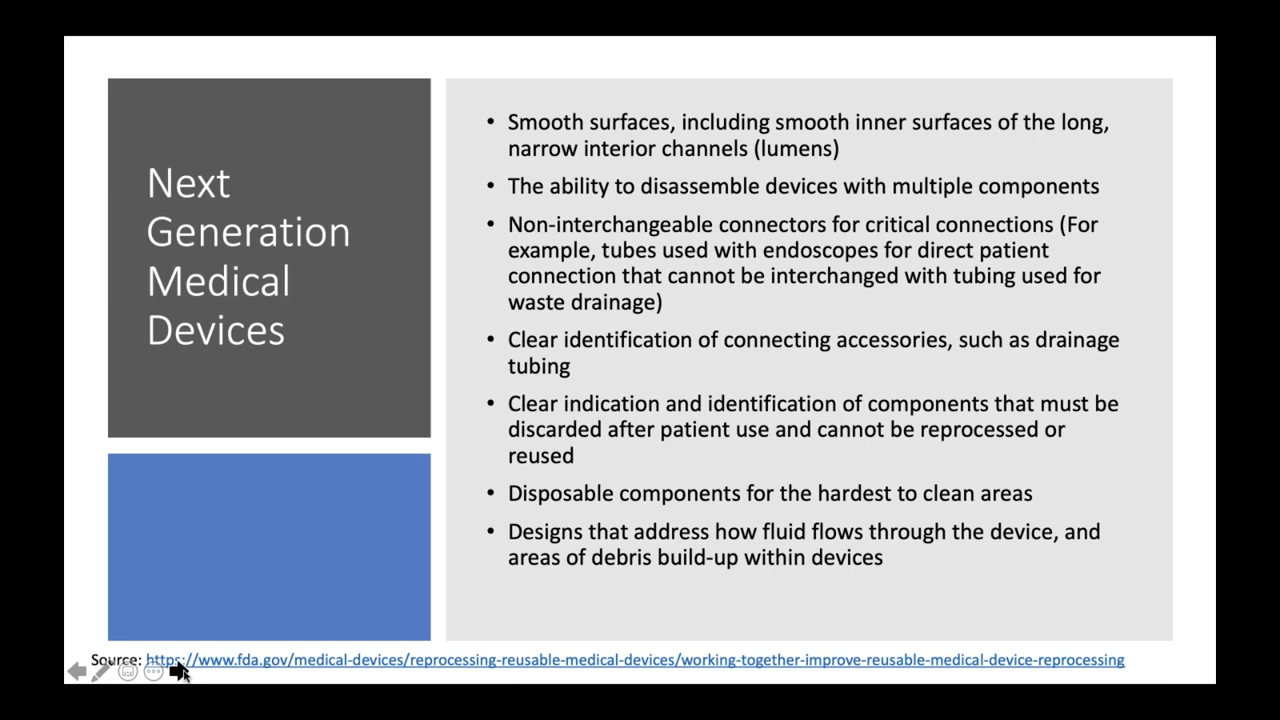 Next
Generation
Medical
Devices
• Smooth surfaces, including smooth inner surfaces of the long,
narrow interior channels (lumens)
• The ability to disassemble devices with multiple components
• Non-interchangeable connectors for critical connections (For
example, tubes used with endoscopes for direct patient
connection that cannot be interchanged with tubing used for
waste drainage)
• Clear identification of connecting accessories, such as drainage
tubing
• Clear indication and identification of components that must be
discarded after patient use and cannot be reprocessed or
reused
• Disposable components for the hardest to clean areas
• Designs that address how fluid flows through the device, and
areas of debris build-up within devices
Source: https://www.fda.gov/medical-devices/reprocessing-reusable-medical-devices/working-together-improve-reusable-medical-device-reprocessing